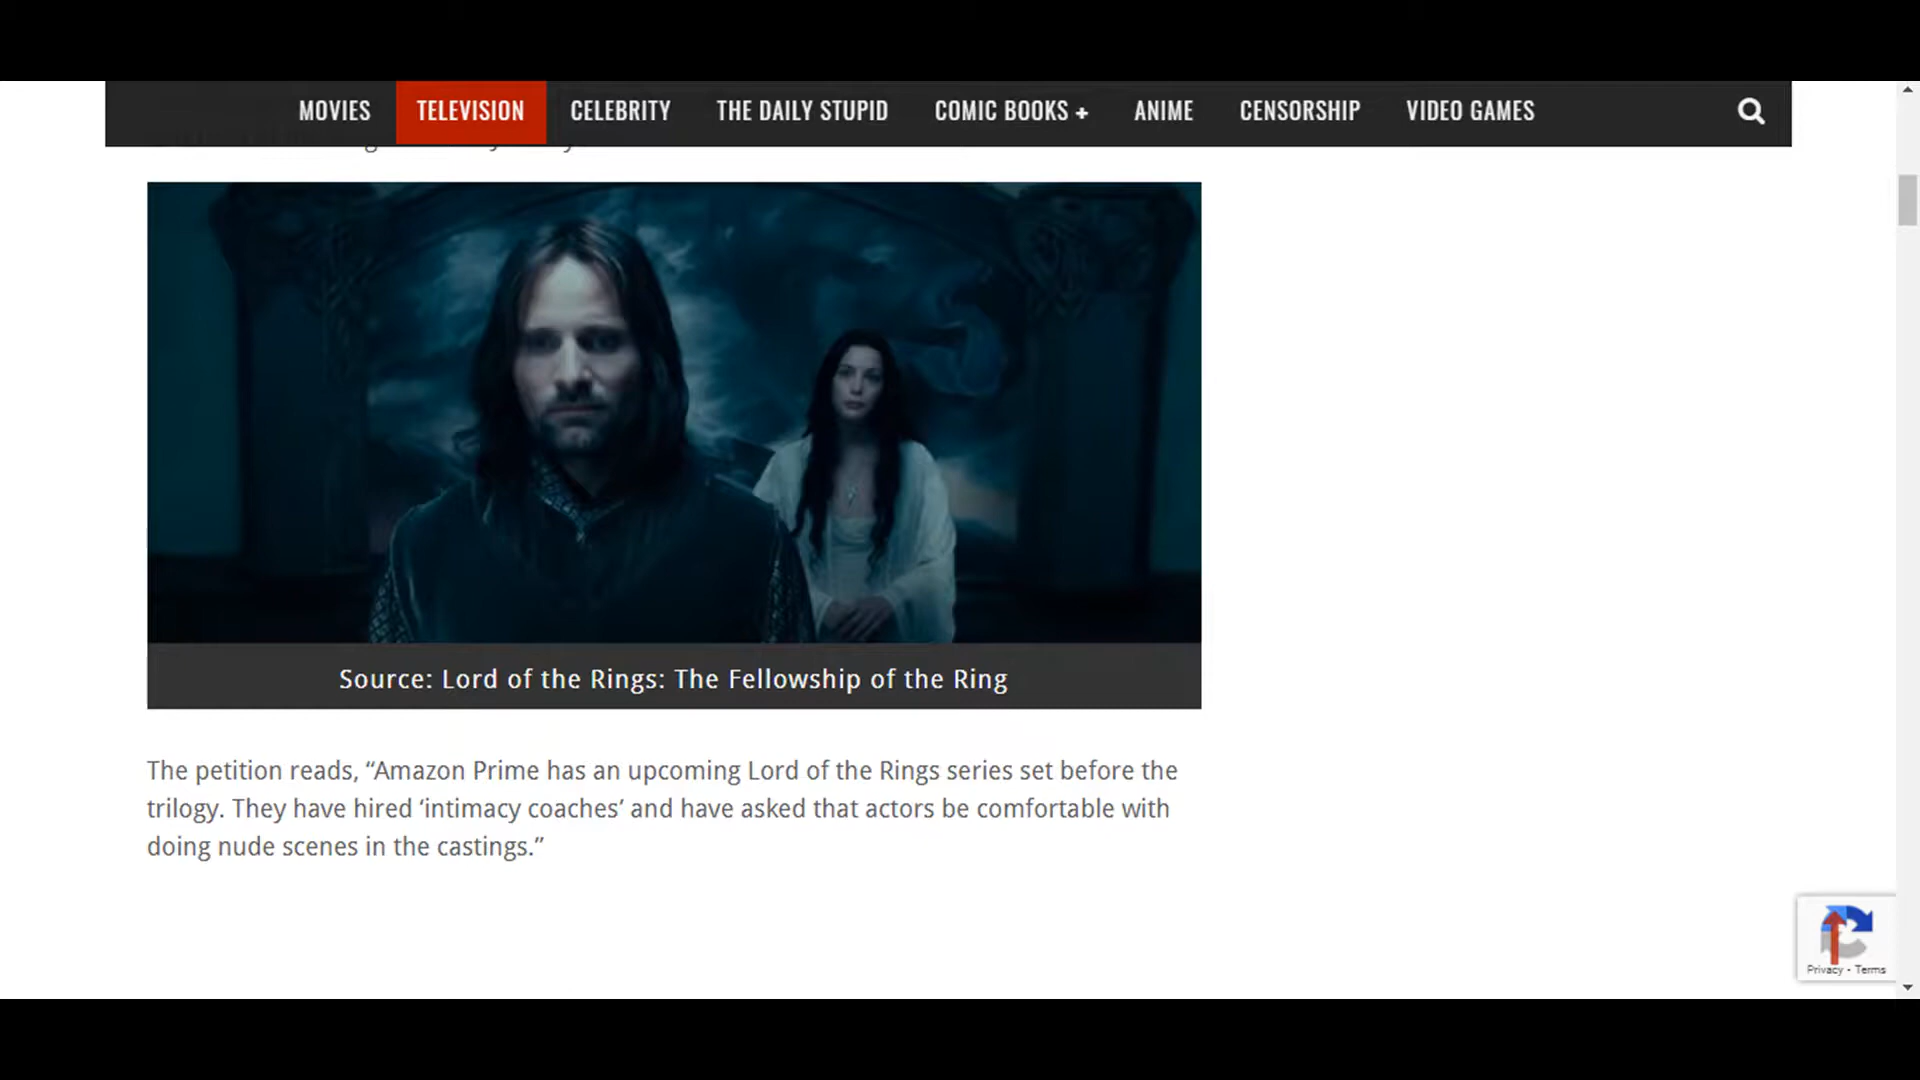 MOVIES TELEVISION CELEBRITY THE DAILY STUPID COMIC BOOKS + ANIME CENSORSHIP VIDEO GAMES
Source: Lord of the Rings: The Fellowship of the Ring
The petition reads, “Amazon Prime has an upcoming Lord of the Rings series set before the
trilogy. They have hired ‘intimacy coaches’ and have asked that actors be comfortable with
doing nude scenes in the castings.”
Privacy - Terms